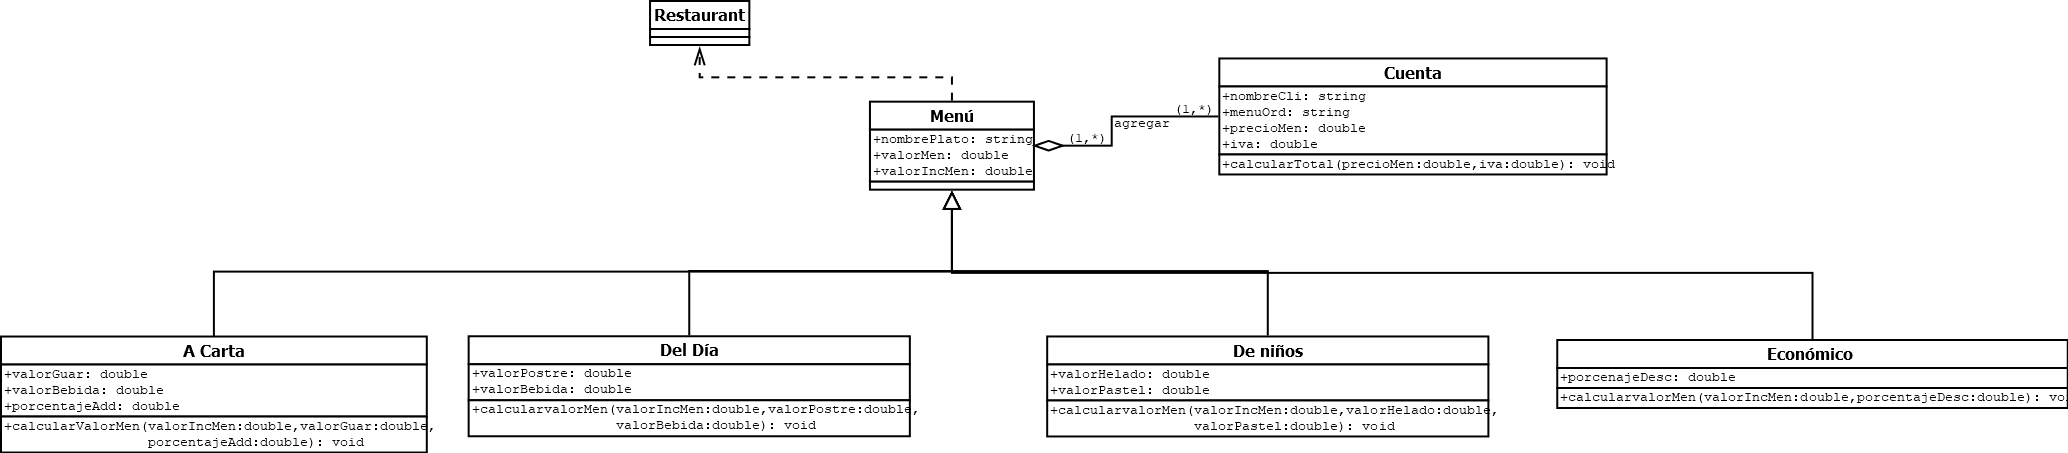 Restaurant
Menú
+nombrePlato: string
+valorMen: double
+valorIncMen: double
(1,*)
agregar
(1,*)
Cuenta
+nombreCli: string
+menuOrd: string
+precioMen: double
+iva: double
+calcularTotal(precioMen:double,iva:double): void
A Carta
+valorGuar: double
+valorBebida: double
+porcentajeAdd: double
+calcularValorMen(valorIncMen:double,valorGuar:double,
porcentajeAdd:double): void
Del Día
+valorPostre: double
+valorBebida: double
+calcularvalorMen(valorIncMen:double,valorPostre:double,
valorBebida:double): void
De niños
+valorHelado: double
+valorPastel: double
+calcularvalorMen(valorIncMen:double,valorHelado:double,
valorPastel:double): void
Económico
+porcenajeDesc: double
+calcularvalorMen(valorIncMen:double,porcentajeDesc:double): vo